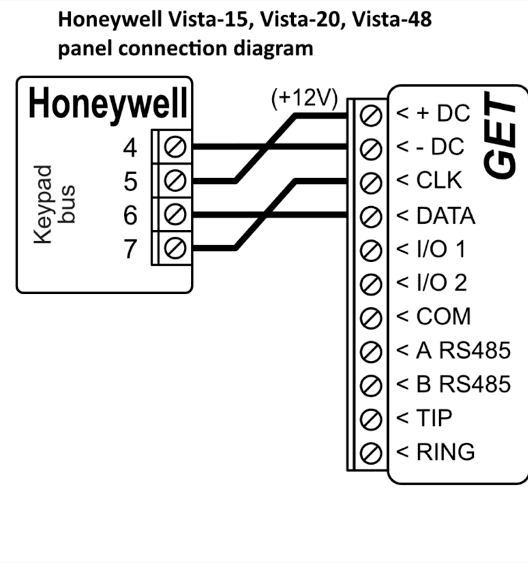 Honeywell Vista-15, Vista-20, Vista-48
panel connection diagram
Honeywell
Keypad
bus
4
5
6
7
(+12V)
GET
< + DC
< - DC
< CLK
< DATA
< I/O 1
< I/O 2
< COM
< A RS485
< B RS485
< TIP
< RING